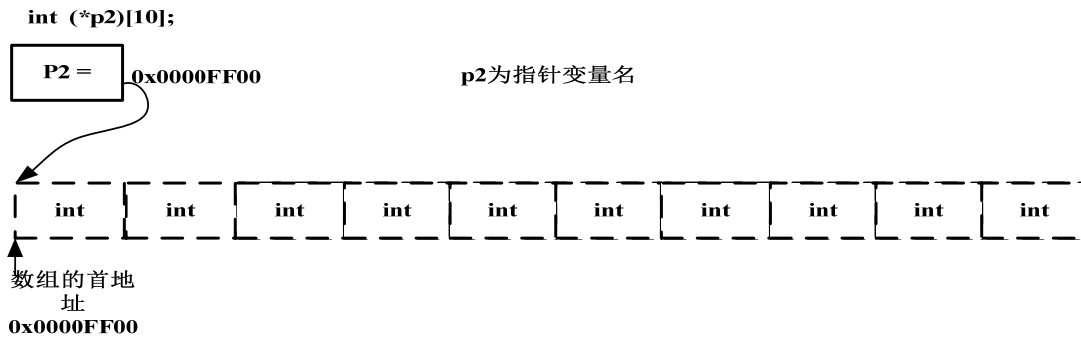 int (*p2)[10];
P2 =
0x0000FF00
p2为指针变量名
int int int int int int int int int int
数组的首地
址
0x0000FF00